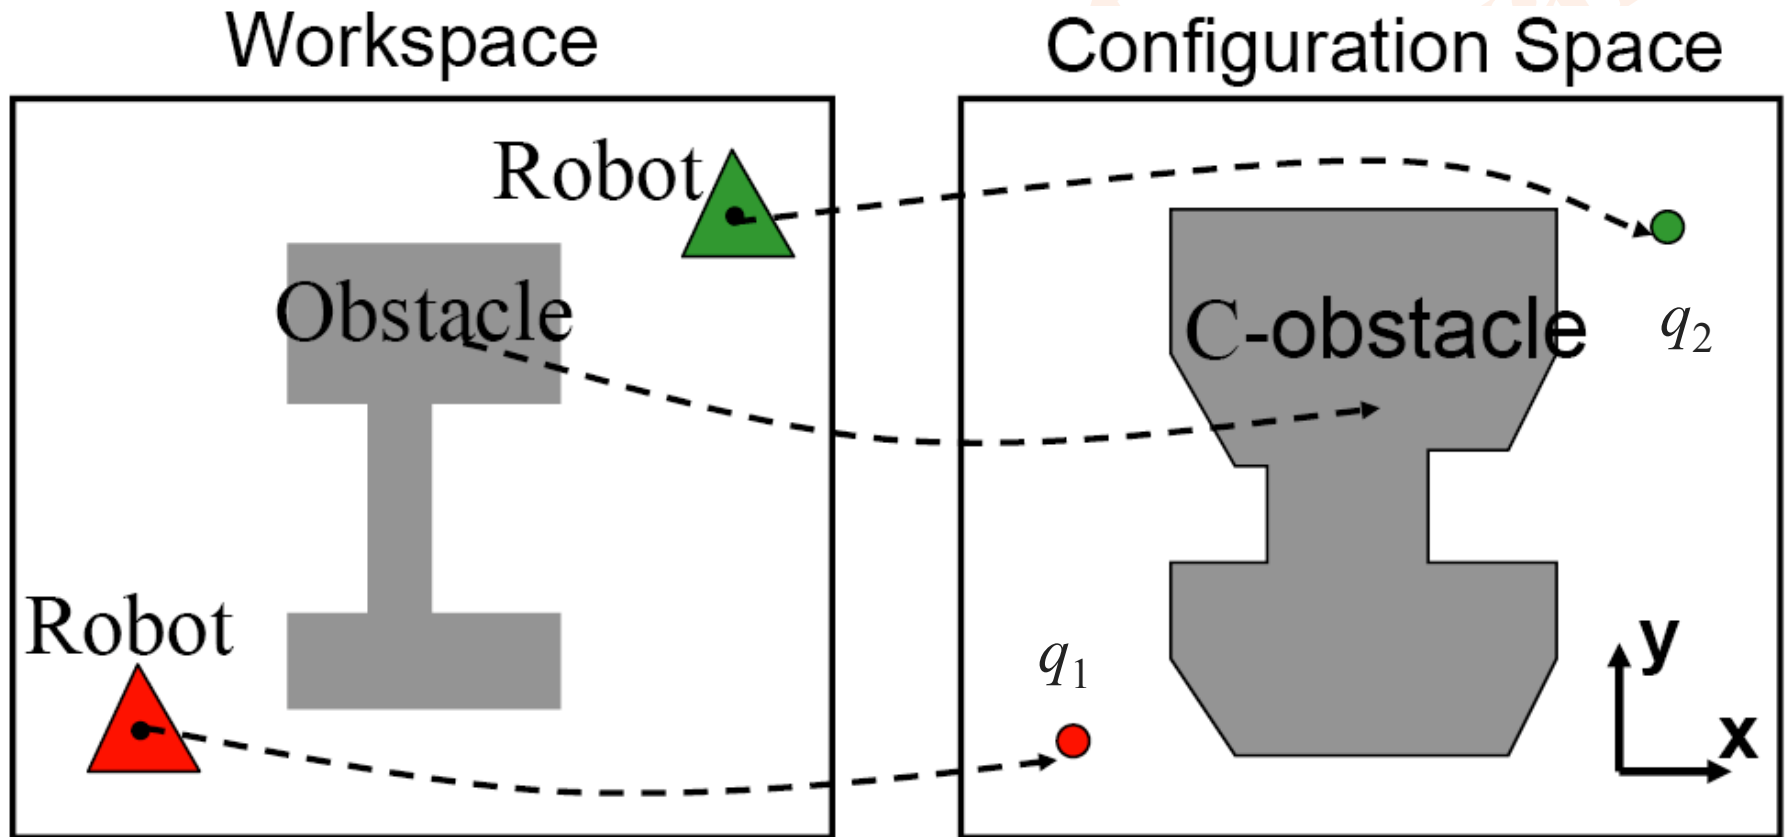 Workspace
Configuration Space
Robot
Obstacle
C-obstacle
q2
Robot
q1
y
x